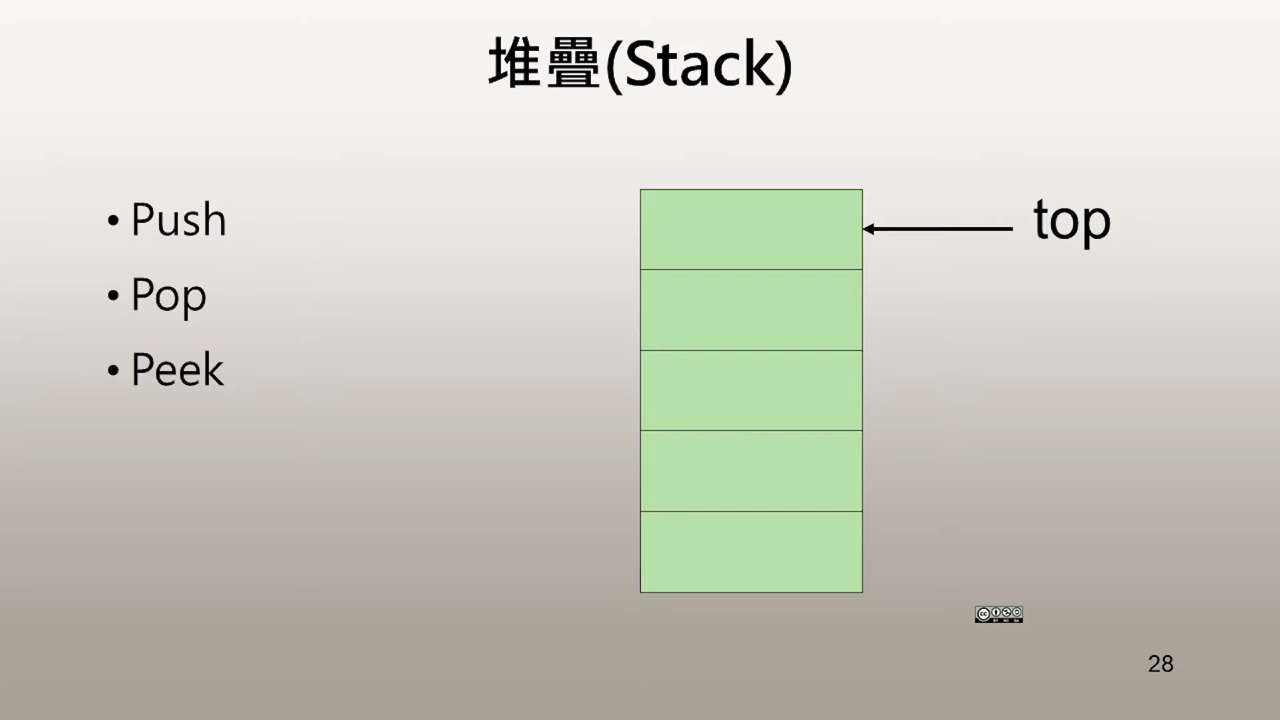 堆疊(Stack)
• Push
• Pop
• Peek
top
28